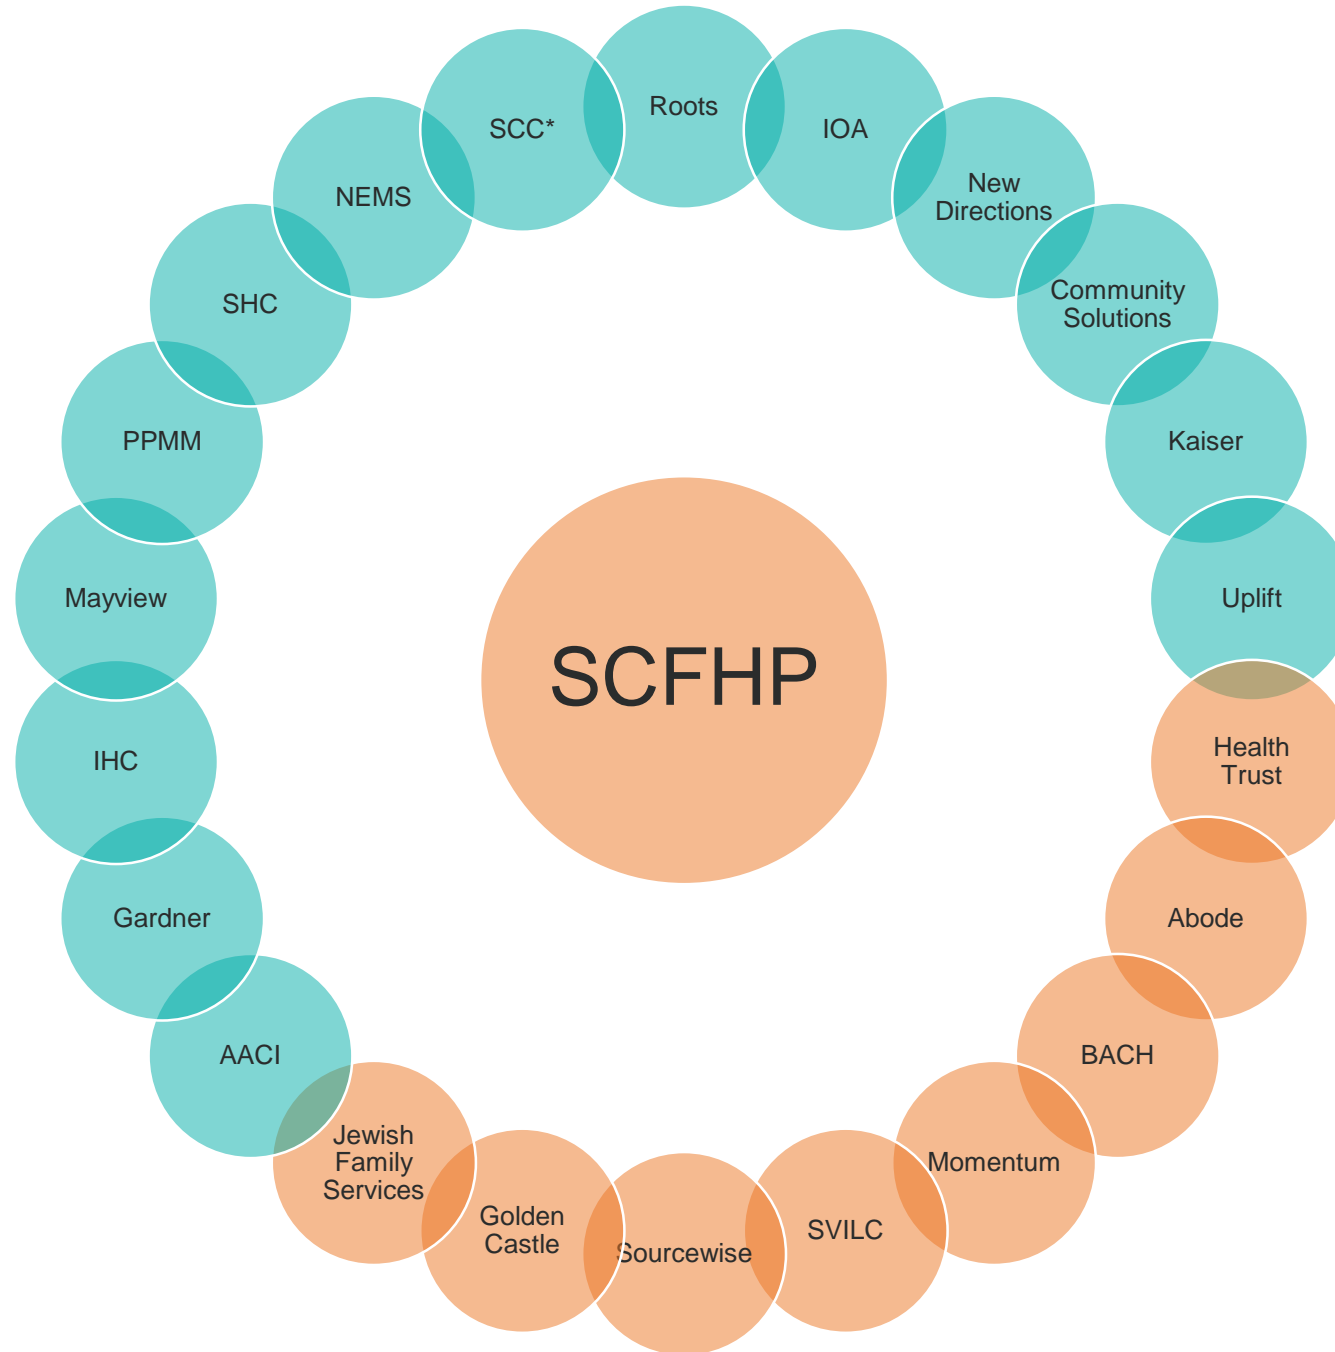 Roots
IOA
New
Directions
Community
Solutions
Kaiser
Uplift
Health
Trust
Abode
BACH
Momentum
SVILC
Sourcewise
Golden
Castle
Jewish
Family
Services
AACI
Gardner
IHC
Mayview
PPMM
SHC
NEMS
SCC*
SCFHP